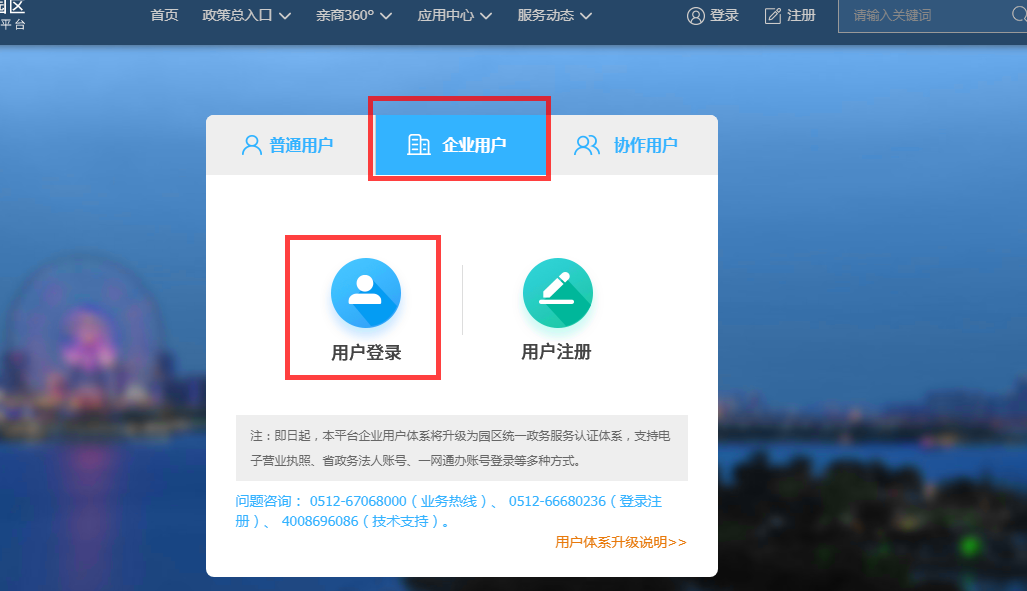 园区
平台
首页 政策总入口 亲商360° 应用中心 服务动态 登录 注册 请输入关键词
普通用户 企业用户 协作用户
用户登录 用户注册
注：即日起，本平台企业用户体系将升级为园区统一政务服务认证体系，支持电
子营业执照、省政务法人账号、一网通办账号登录等多种方式。
问题咨询： 0512-67068000（业务热线）、 0512-66680236（登录注
册）、 4008696086（技术支持）。
用户体系升级说明>>